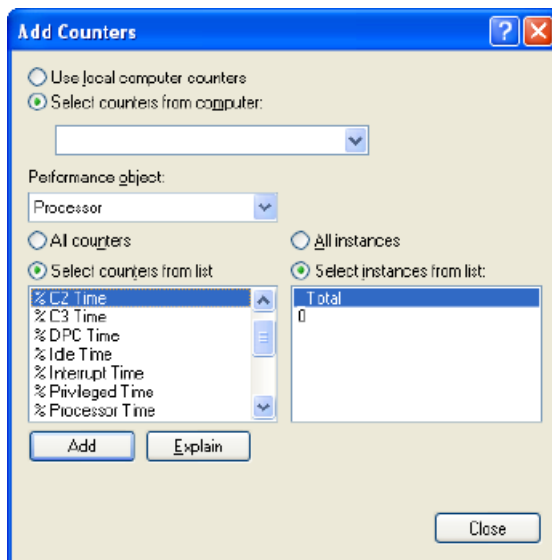 Add Counters
Use local computer counters
Select counters from computer:
Performance object:
Processor
All counters
All instances
Select counters from list
Select instances from list:
% C2 Time
% C3 Time
% DPC Time
% Idle Time
% Interrupt Time
% Privileged Time
% Processor Time
_Total
0
Add
Explain
Close